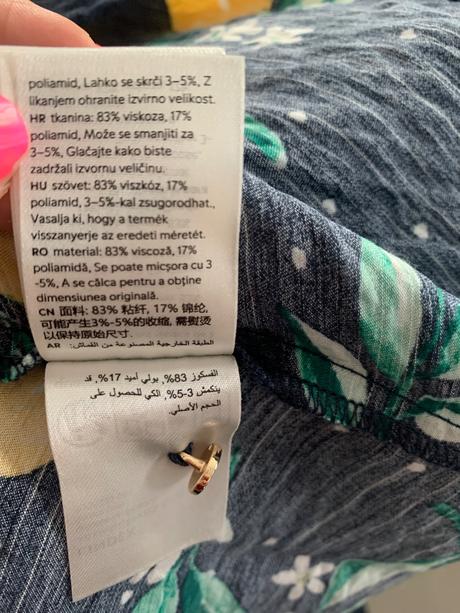 poliamid, Lahko se skrči 3–5%, Z
likanjem ohranite izvirno velikost.
HR tkanina: 83% viskoza, 17%
poliamid, Može se smanjiti za
3–5%, Glačajte kako biste
zadržali izvornu veličinu.
HU szövet: 83% viszkóz, 17%
poliamid, 3–5%-kal zsugorodhat.,
Vasalja ki, hogy a termék
visszanyerje az eredeti méretét.
RO material: 83% viscoză, 17%
poliamidă, Se poate micşora cu 3
-5%, A se călca pentru a obţine
dimensiunea originală.
CN 面料: 83% 粘纤, 17% 锦纶,
可能产生3%-5%的收缩, 需熨烫
以保持原始尺寸.
AR الطبقة الخارجية المصنوعة من القماش:
الفسكوز 83%, بولي أميد 17%, قد
ينكمش 3-5%, الكي للحصول على
الحجم الأصلي.